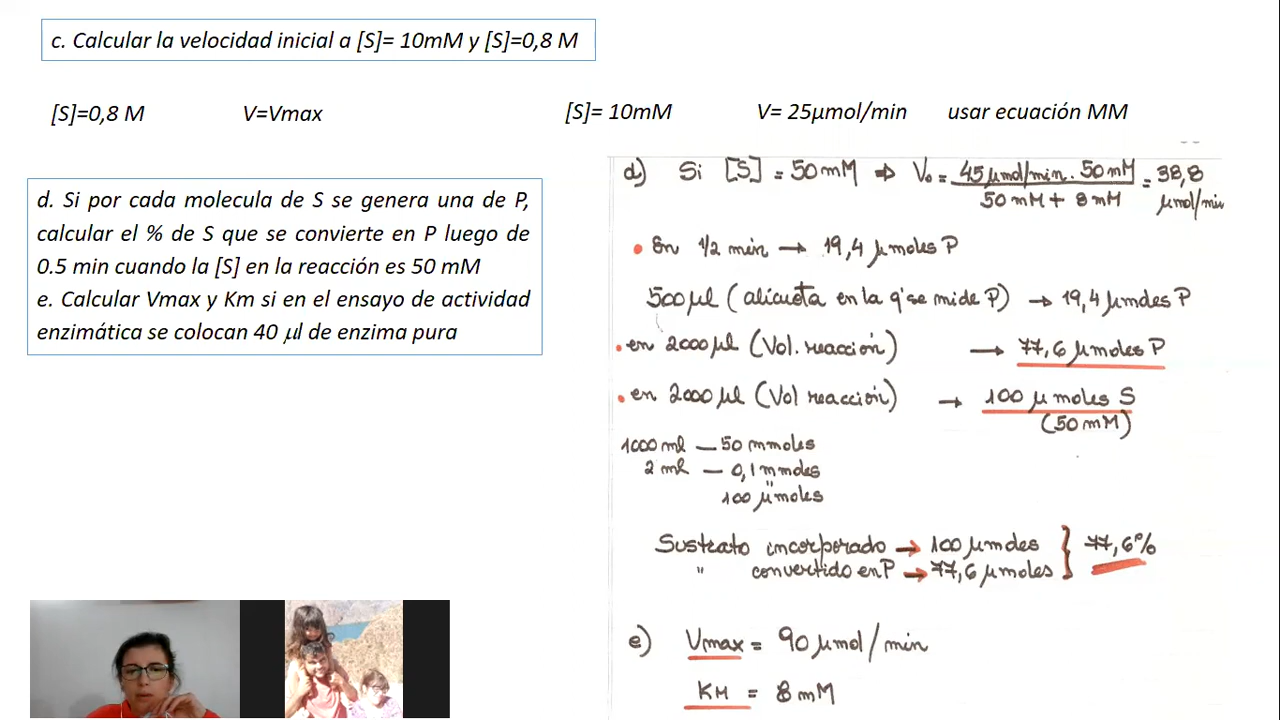 c. Calcular la velocidad inicial a [S]= 10mM y [S]=0,8 M
[S]=0,8 M V=Vmax [S]= 10mM V= 25µmol/min usar ecuación MM
d. Si por cada molecula de S se genera una de P,
calcular el % de S que se convierte en P luego de
0.5 min cuando la [S] en la reacción es 50 mM
e. Calcular Vmax y Km si en el ensayo de actividad
enzimática se colocan 40 µl de enzima pura
d) Si [S] = 50 mM ⇒ V₀ = 45 µmol/min . 50 mM = 38,8
50 mM + 8 mM µmol/min
• En 1/2 min → 19,4 µmoles P
500 µl (alícuota en la q' se mide P) → 19,4 µmoles P
• en 2000 µl (Vol. reacción) → 77,6 µmoles P
• en 2000 µl (Vol reacción) → 100 µmoles S
(50 mM)
1000 ml — 50 mmoles
2 ml — 0,1 mmoles
"
100 µmoles
Sustrato incorporado → 100 µmoles } 77,6%
" convertido en P → 77,6 µmoles
e) Vmax = 90 µmol/min
KM = 8 mM